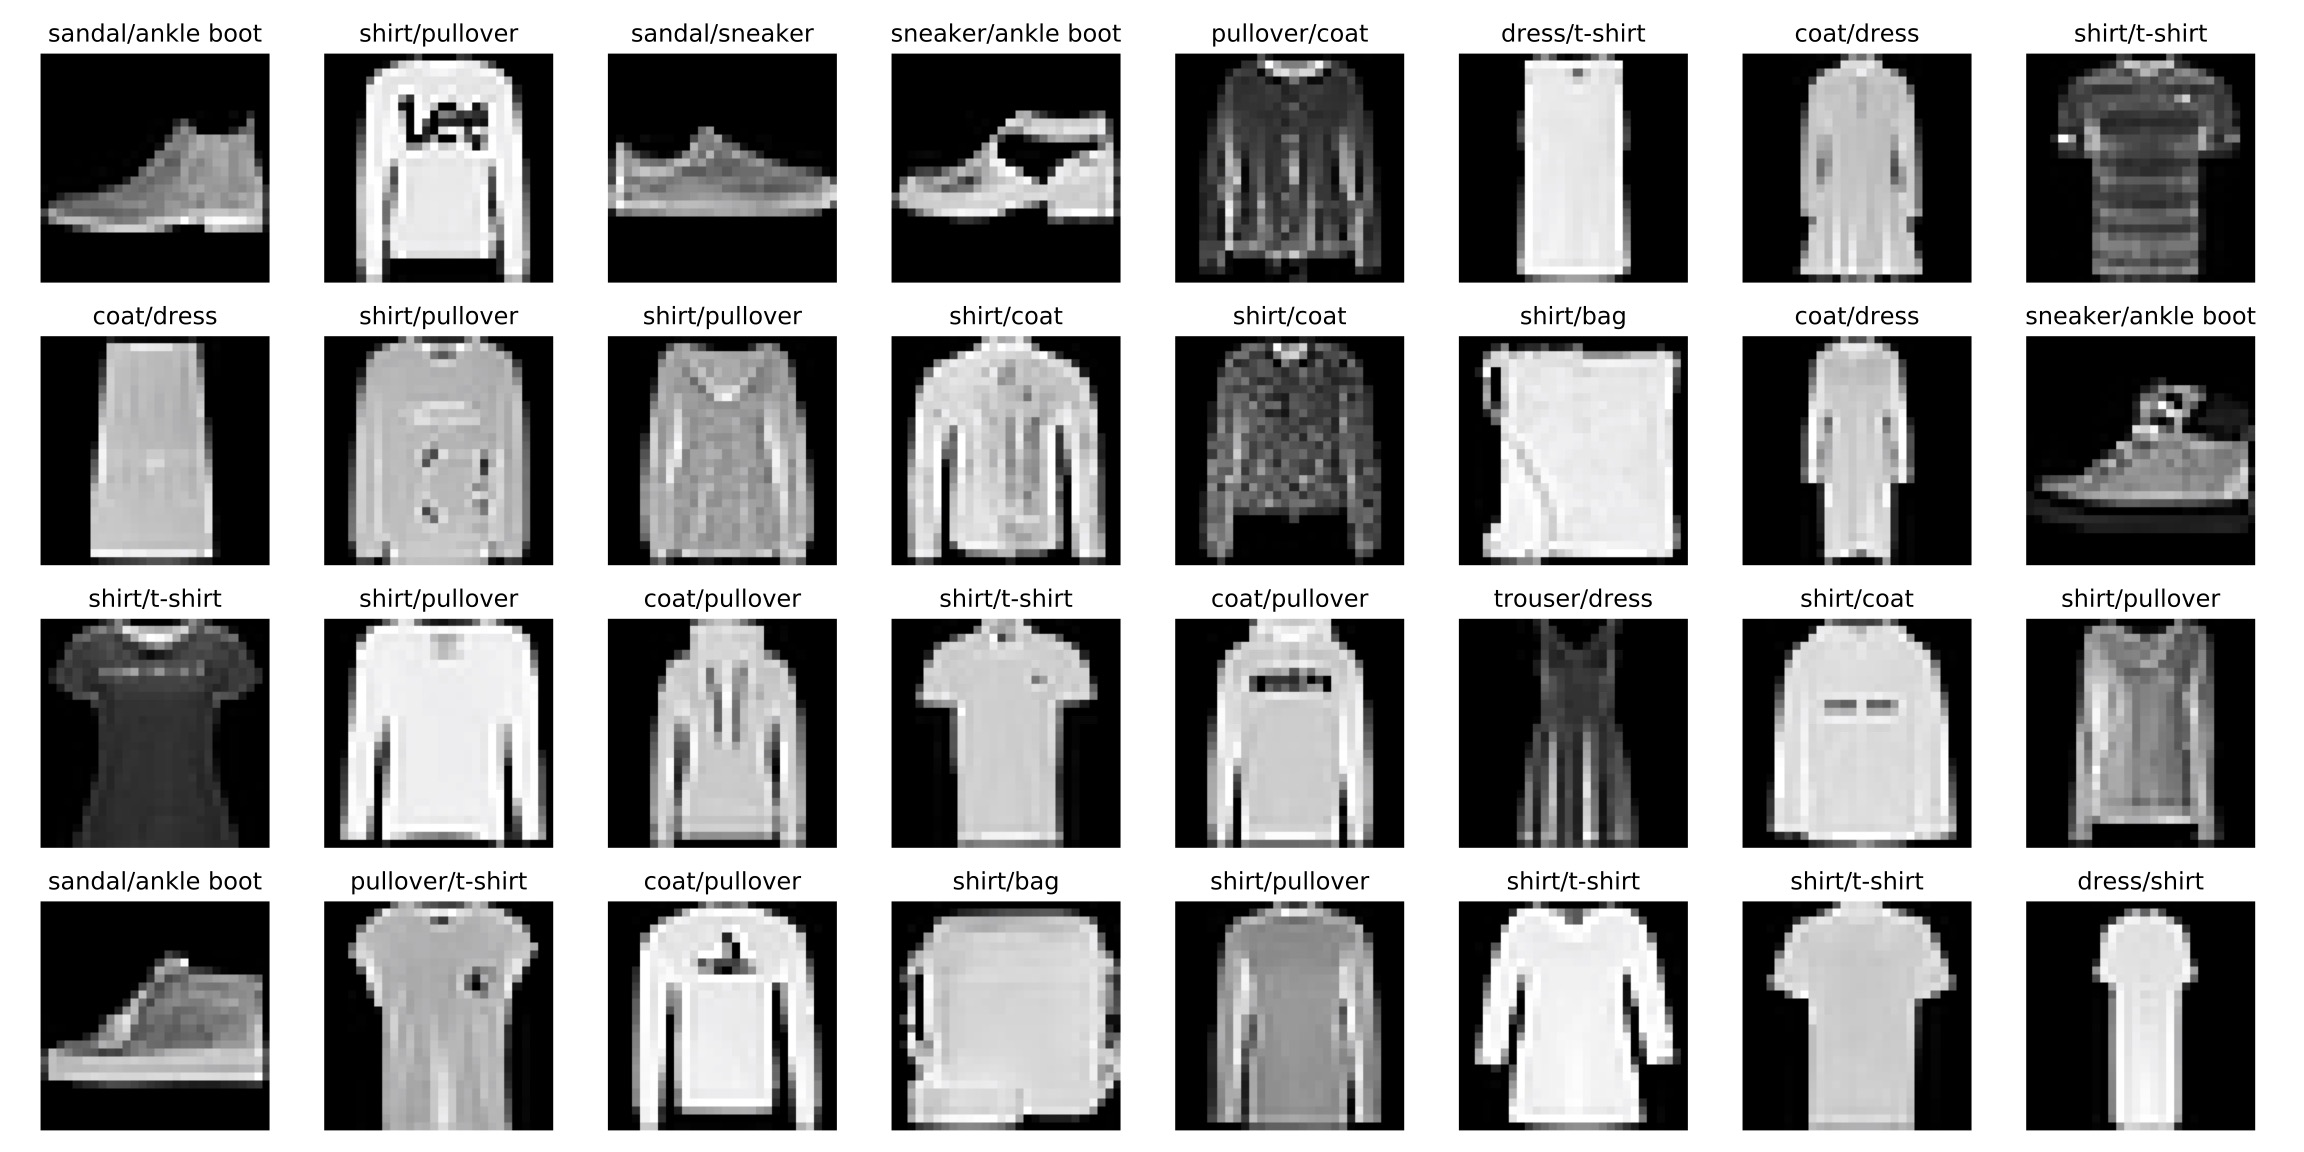 sandal/ankle boot shirt/pullover sandal/sneaker sneaker/ankle boot pullover/coat dress/t-shirt coat/dress shirt/t-shirt
coat/dress shirt/pullover shirt/pullover shirt/coat shirt/coat shirt/bag coat/dress sneaker/ankle boot
shirt/t-shirt shirt/pullover coat/pullover shirt/t-shirt coat/pullover trouser/dress shirt/coat shirt/pullover
sandal/ankle boot pullover/t-shirt coat/pullover shirt/bag shirt/pullover shirt/t-shirt shirt/t-shirt dress/shirt